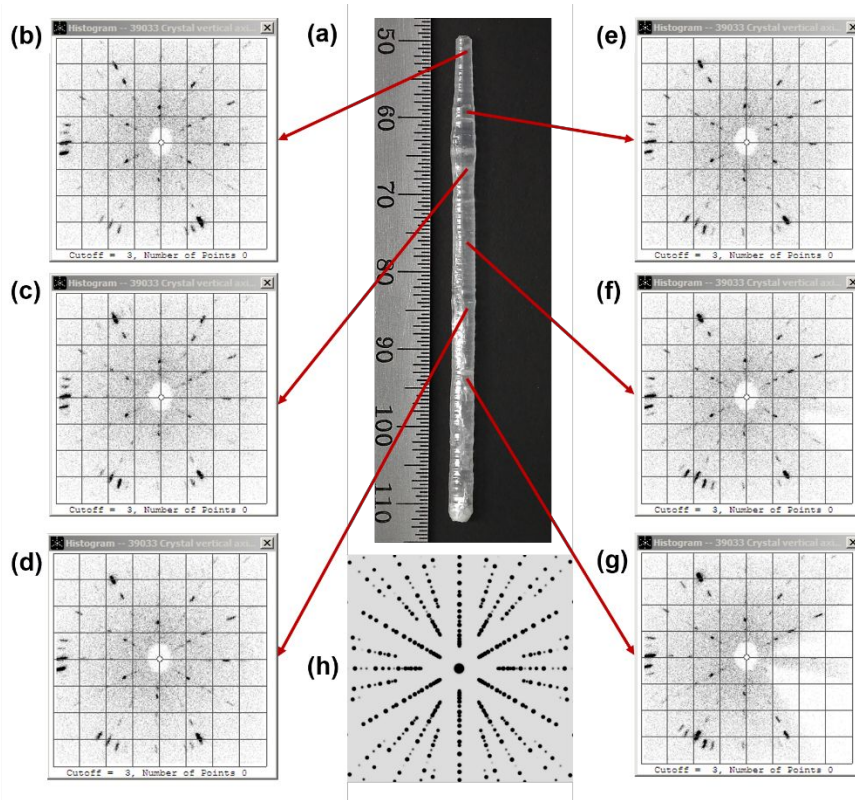 (b)
Histogram -- 39033 Crystal vertical axi...
Cutoff = 3, Number of Points 0
(a)
50
60
70
80
90
100
110
(e)
Histogram -- 39033 Crystal vertical axi...
Cutoff = 3, Number of Points 0
(c)
Histogram -- 39033 Crystal vertical axi...
Cutoff = 3, Number of Points 0
(f)
Histogram -- 39033 Crystal vertical axi...
Cutoff = 3, Number of Points 0
(d)
Histogram -- 39033 Crystal vertical axi...
Cutoff = 3, Number of Points 0
(h)
(g)
Histogram -- 39033 Crystal vertical axi...
Cutoff = 3, Number of Points 0